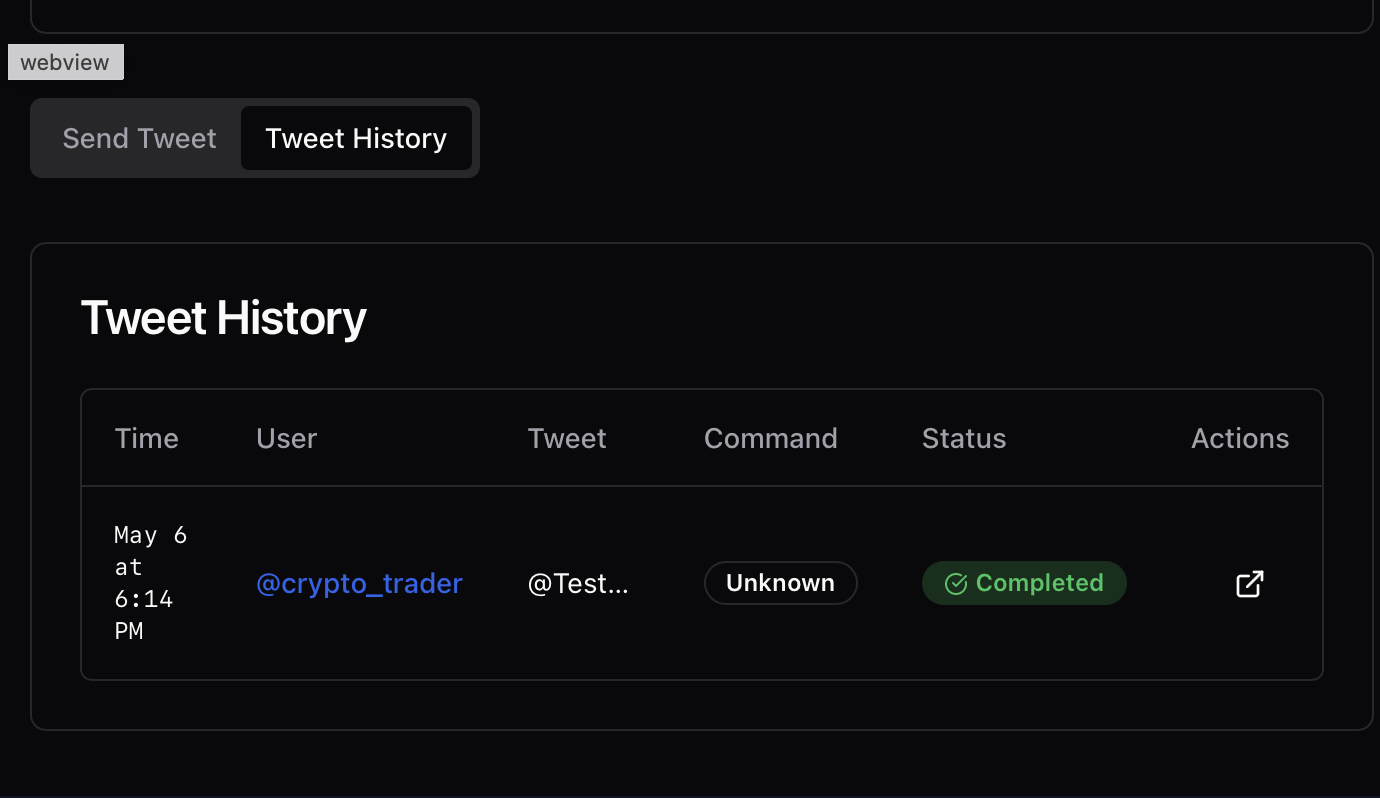 webview
Send Tweet Tweet History
Tweet History
Time User Tweet Command Status Actions
May 6
at
6:14
PM
@crypto_trader @Test... Unknown Completed